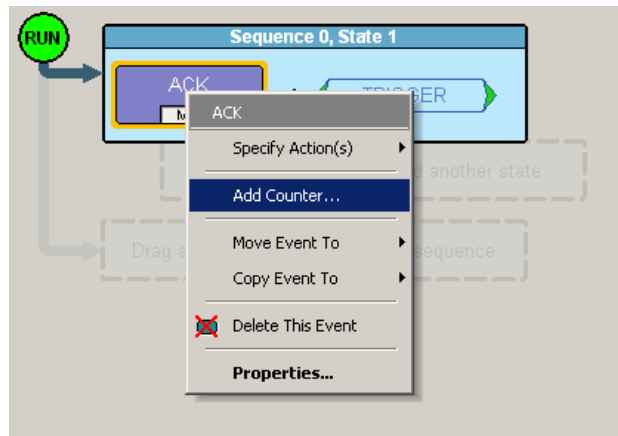 RUN
Sequence 0, State 1
ACK
ACK
Specify Action(s)
another state
Add Counter...
Move Event To
Drag
sequence
Copy Event To
Delete This Event
Properties...